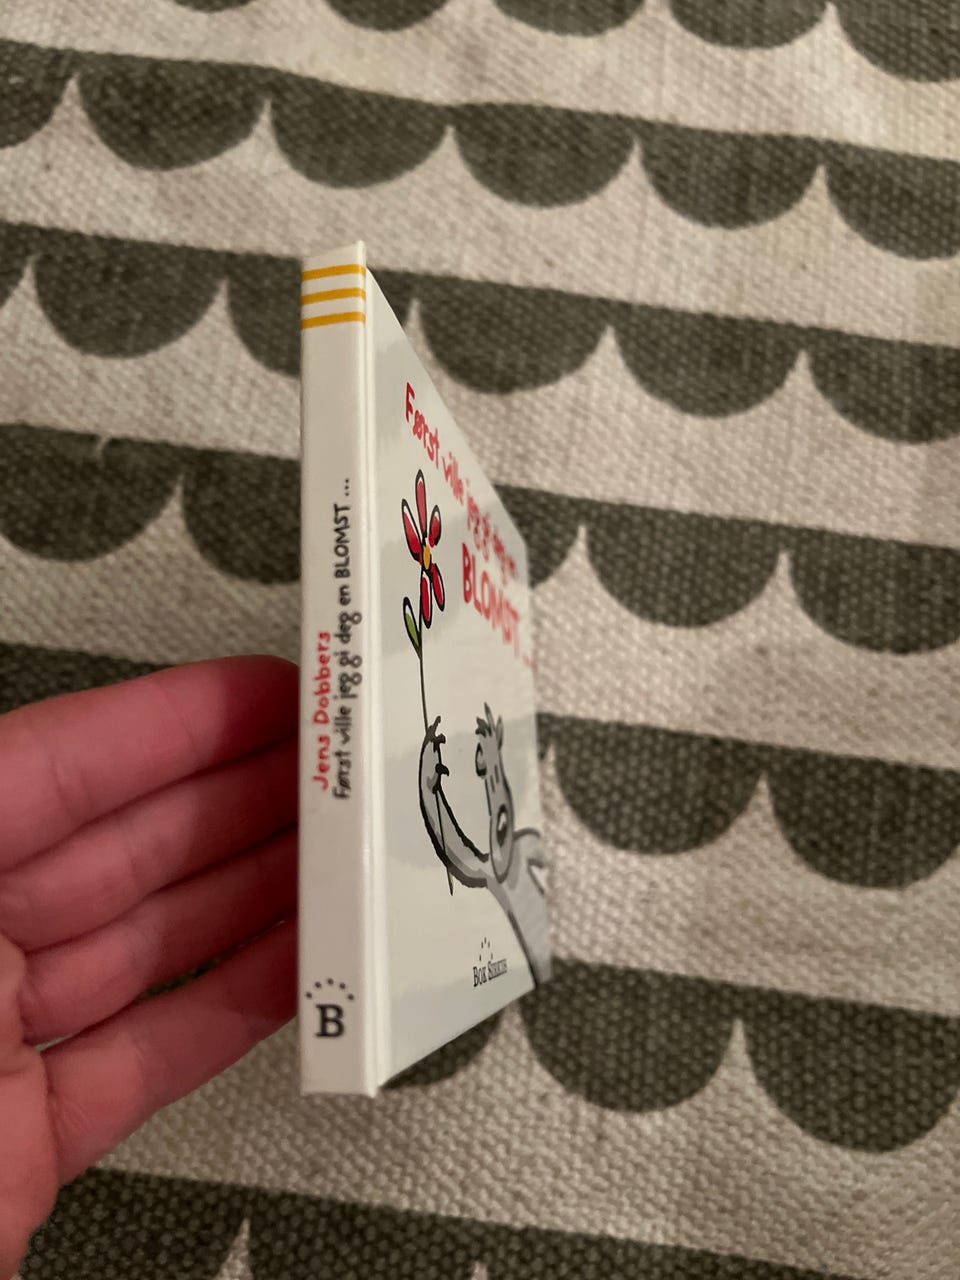 Jens Dobbers
Først ville jeg gi deg en BLOMST...
B
Først ville jeg gi deg en
BLOMST...